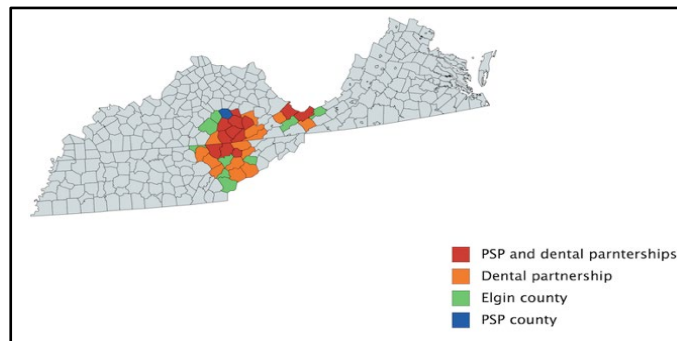 PSP and dental parnterships
Dental partnership
Elgin county
PSP county